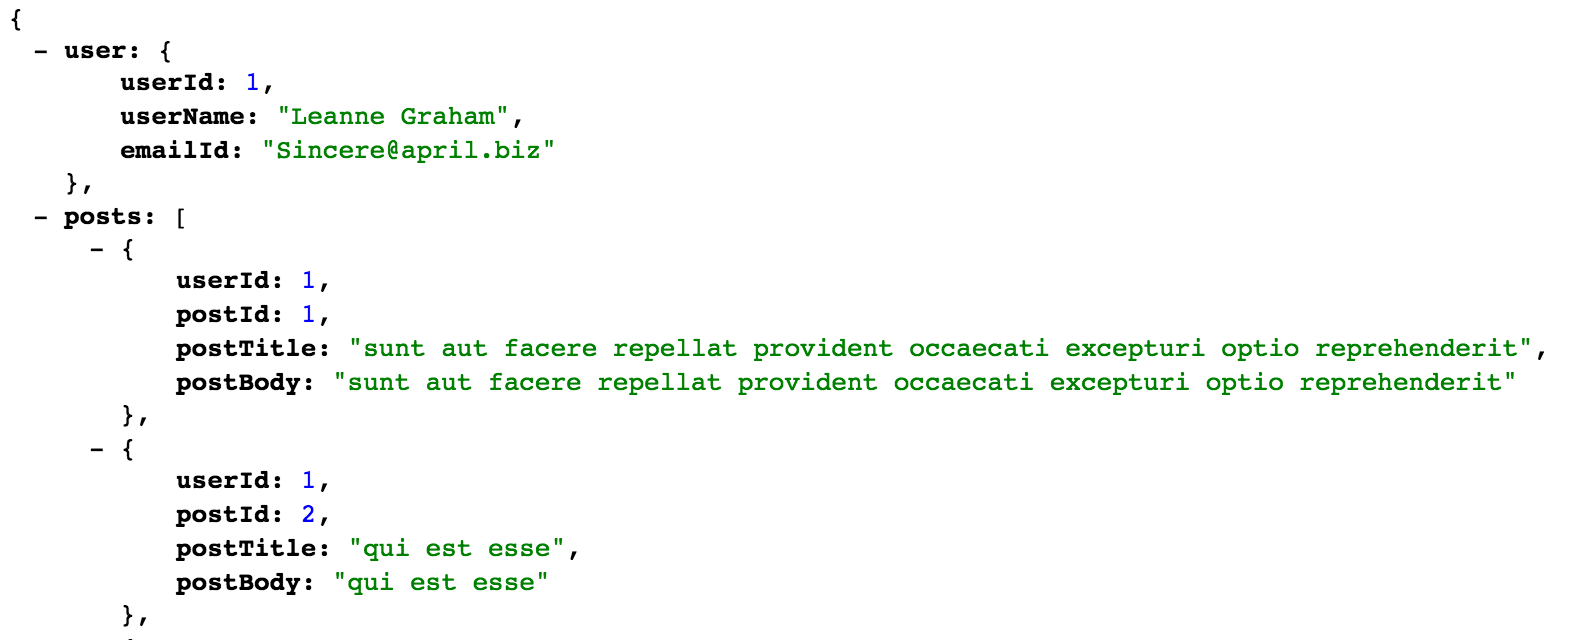 {
- user: {
userId: 1,
userName: "Leanne Graham",
emailId: "Sincere@april.biz"
},
- posts: [
- {
userId: 1,
postId: 1,
postTitle: "sunt aut facere repellat provident occaecati excepturi optio reprehenderit",
postBody: "sunt aut facere repellat provident occaecati excepturi optio reprehenderit"
},
- {
userId: 1,
postId: 2,
postTitle: "qui est esse",
postBody: "qui est esse"
},